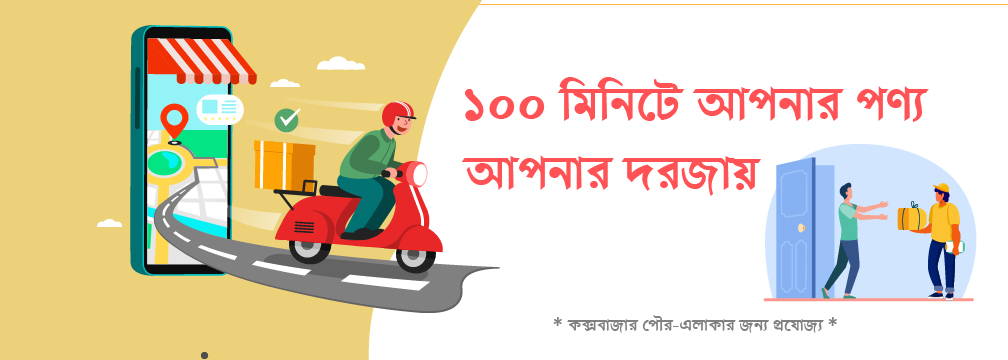 ১০০ মিনিটে আপনার পণ্য
আপনার দরজায়
* কক্সবাজার পৌর-এলাকার জন্য প্রযোজ্য *